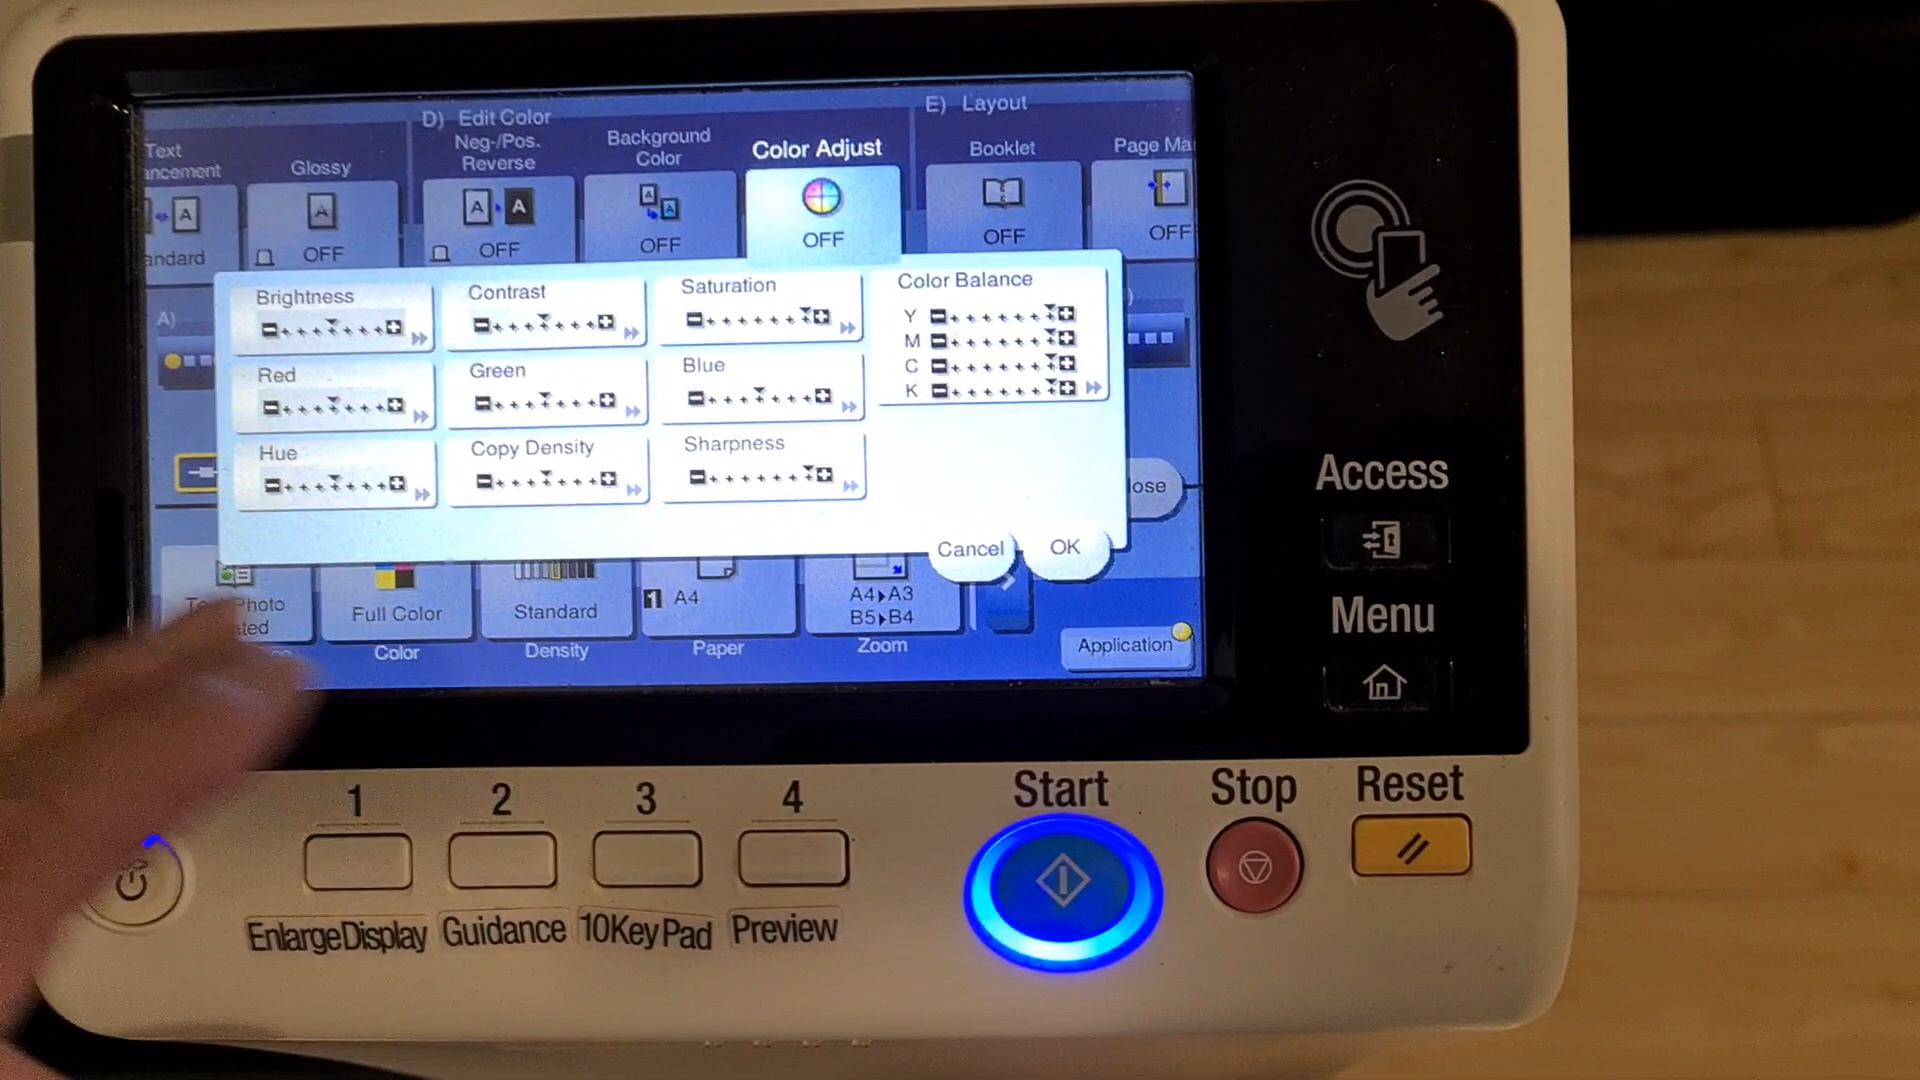 D) Edit Color
E) Layout
Text
ancement
Glossy
Neg-/Pos.
Reverse
Background
Color
Color Adjust
Booklet
Page Ma
andard
OFF
OFF
OFF
OFF
OFF
OFF
A)
Brightness
Contrast
Saturation
Color Balance
Y
M
C
K
Red
Green
Blue
Hue
Copy Density
Sharpness
lose
Cancel
OK
Photo
Full Color
Standard
1 A4
A4▸A3
B5▸B4
Color
Density
Paper
Zoom
Application
Access
Menu
1
2
3
4
Start
Stop
Reset
EnlargeDisplay
Guidance
10KeyPad
Preview